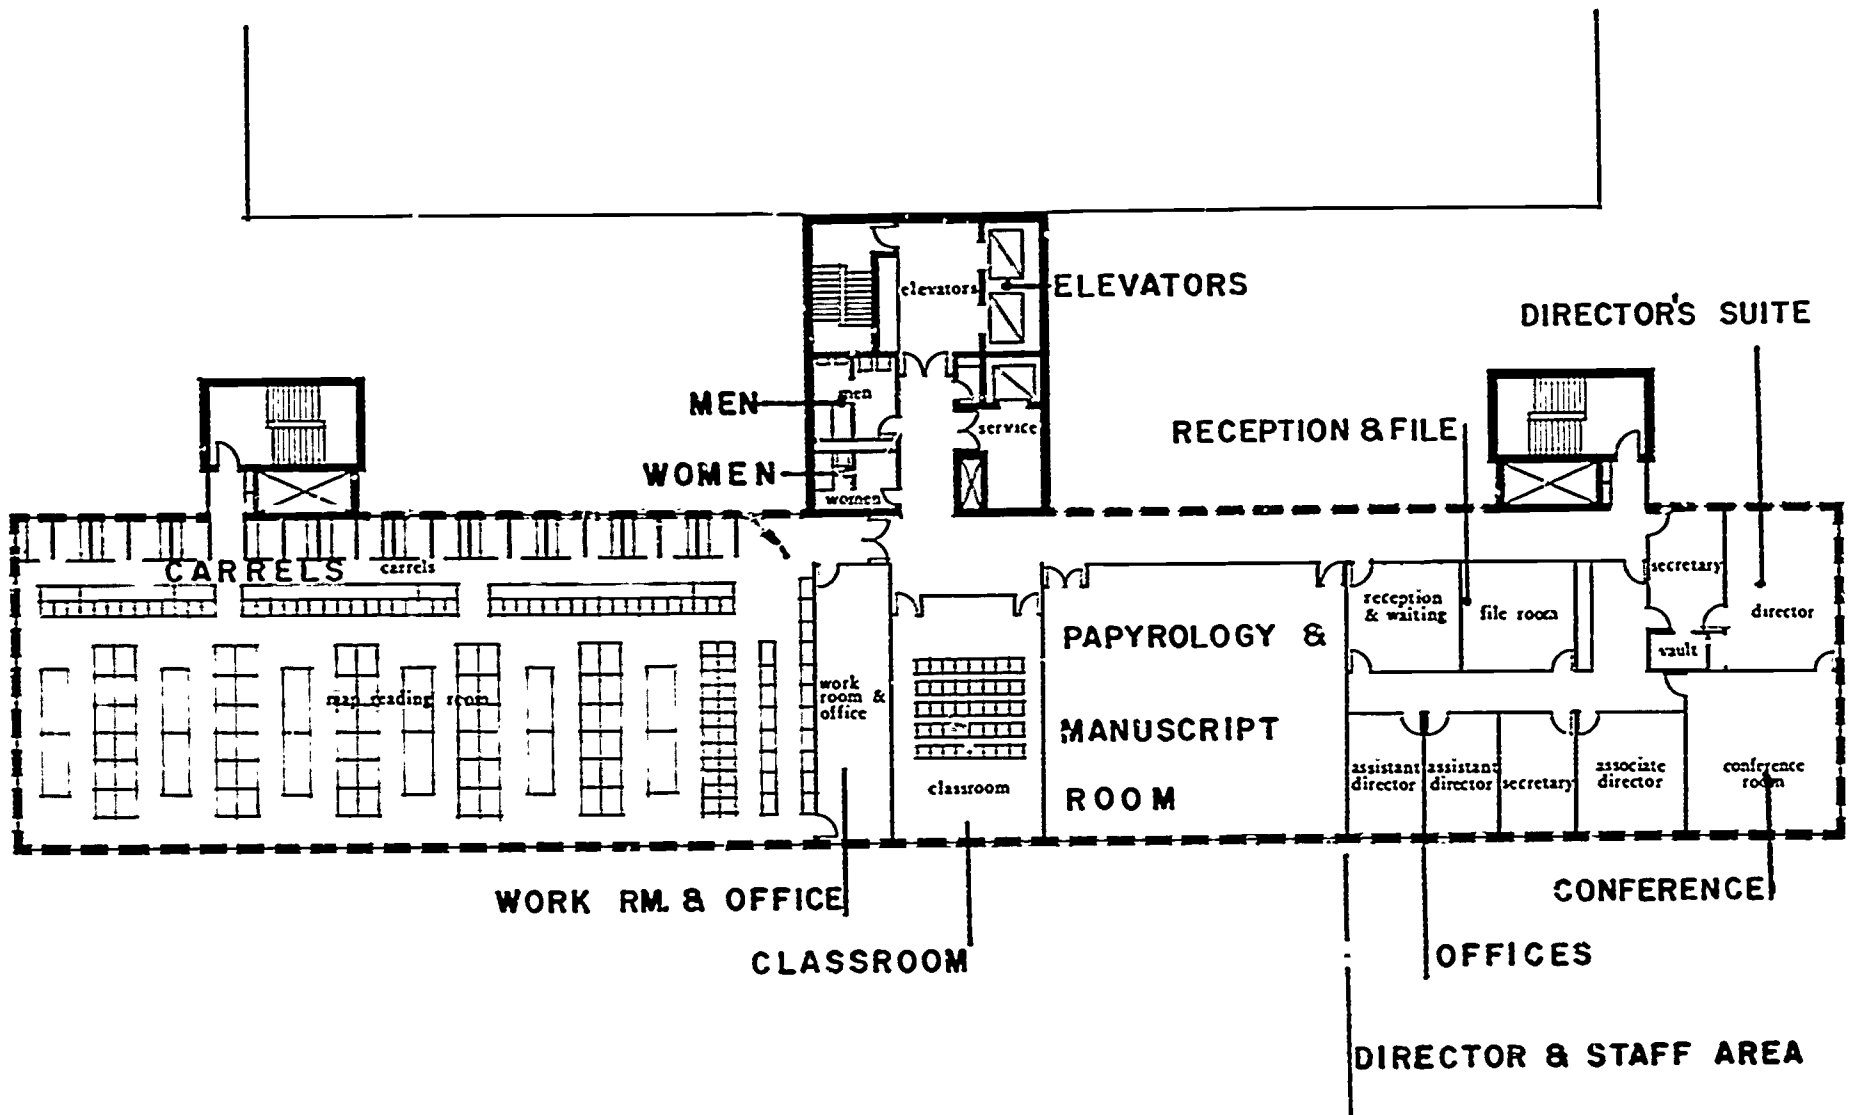 elevators
ELEVATORS
DIRECTOR'S SUITE
MEN
men
RECEPTION & FILE
service
WOMEN
women
CARRELS
carrels
secretary
reception
& waiting
file room
director
PAPYROLOGY &
MANUSCRIPT
ROOM
vault
map reading room
work
room &
office
classroom
assistant
director
assistant
director
secretary
associate
director
conference
room
WORK RM. & OFFICE
CLASSROOM
CONFERENCE
OFFICES
DIRECTOR & STAFF AREA